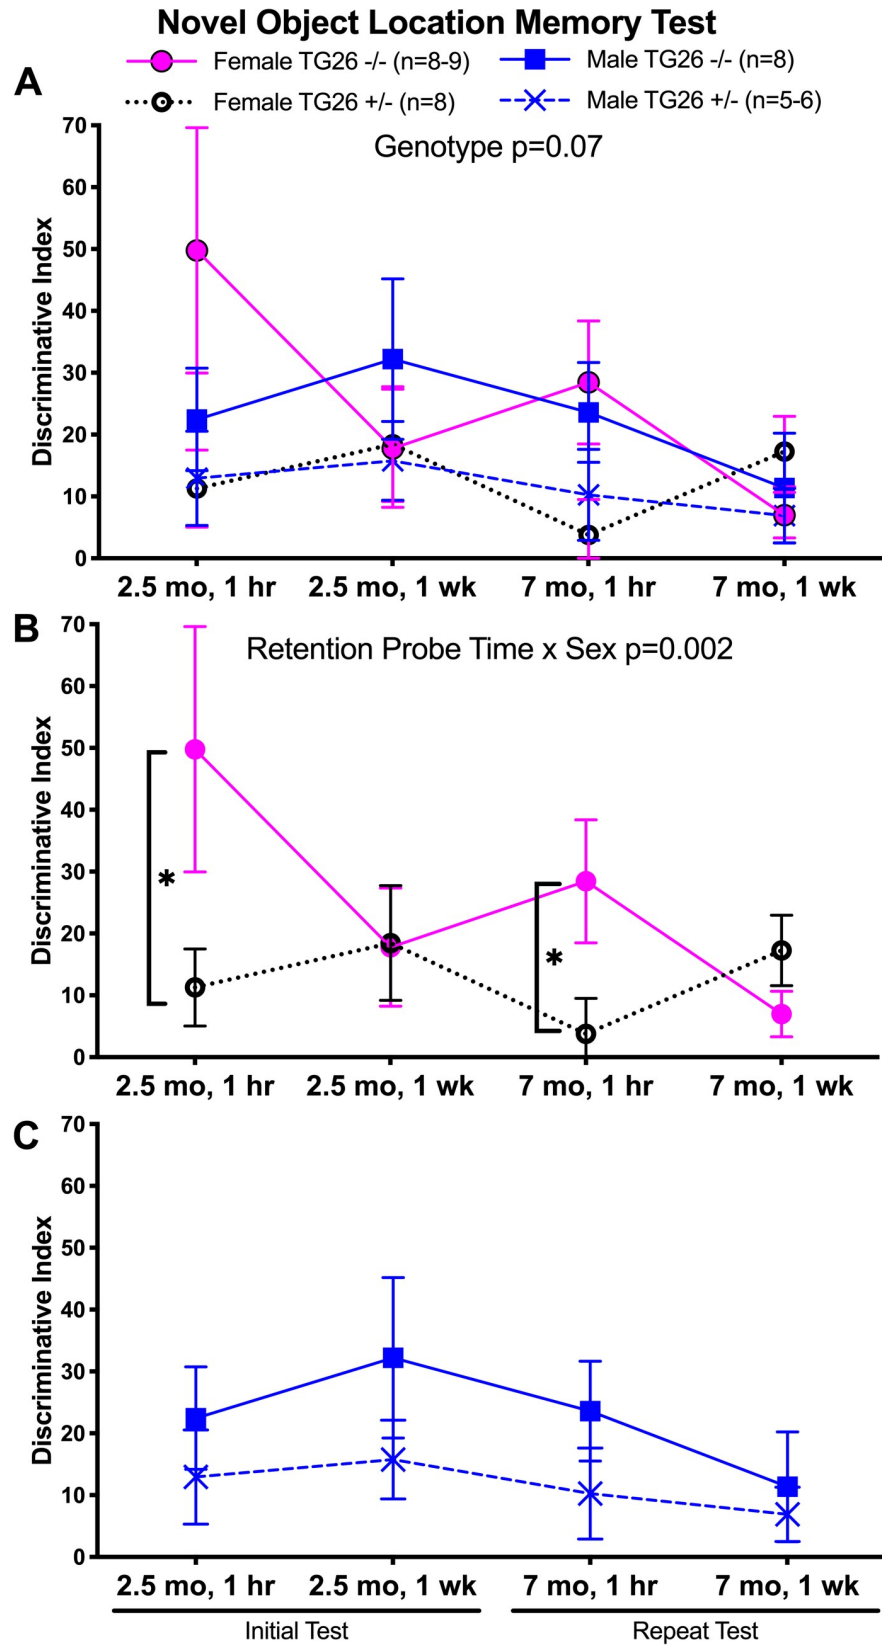 Novel Object Location Memory Test
Female TG26 -/- (n=8-9)
Male TG26 -/- (n=8)
Female TG26 +/- (n=8)
Male TG26 +/- (n=5-6)
A
Genotype p=0.07
Discriminative Index
70
60
50
40
30
20
10
0
2.5 mo, 1 hr
2.5 mo, 1 wk
7 mo, 1 hr
7 mo, 1 wk
B
Retention Probe Time x Sex p=0.002
Discriminative Index
70
60
50
40
30
20
10
0
*
*
2.5 mo, 1 hr
2.5 mo, 1 wk
7 mo, 1 hr
7 mo, 1 wk
C
Discriminative Index
70
60
50
40
30
20
10
0
2.5 mo, 1 hr
2.5 mo, 1 wk
7 mo, 1 hr
7 mo, 1 wk
Initial Test
Repeat Test